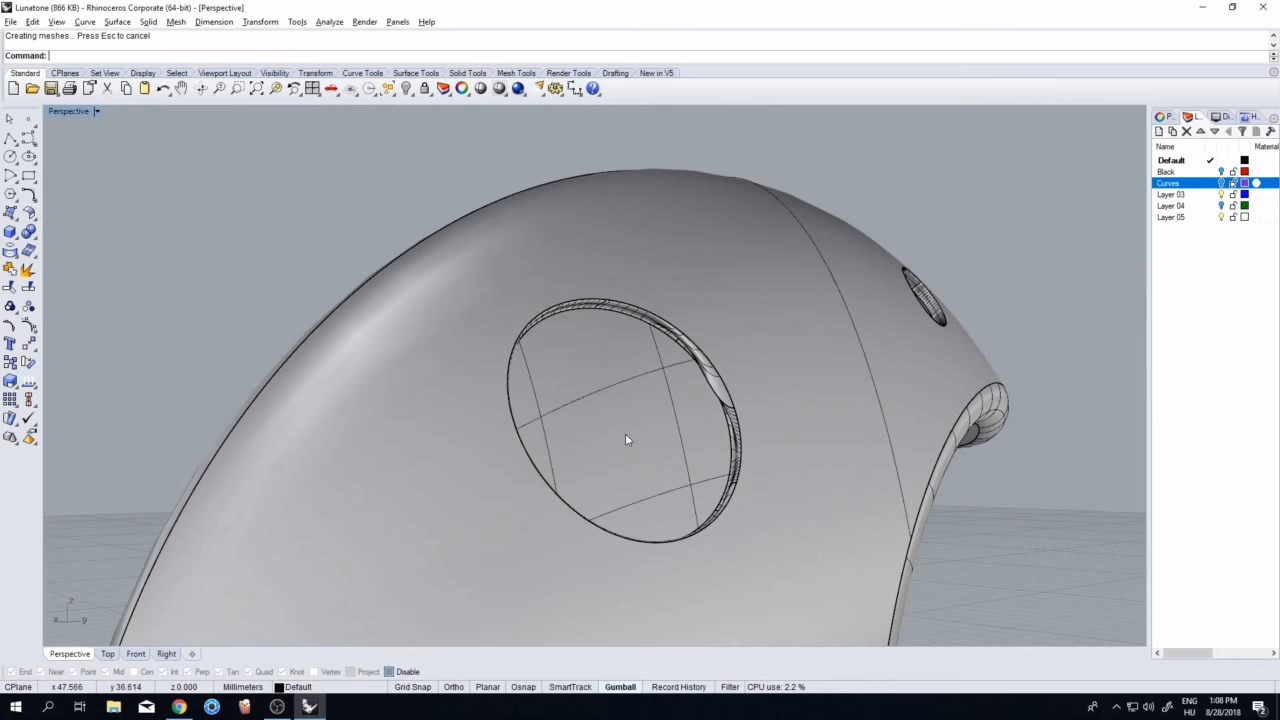 Lunatone (866 KB) - Rhinoceros Corporate (64-bit) - [Perspective]
File Edit View Curve Surface Solid Mesh Dimension Transform Tools Analyze Render Panels Help
Creating meshes... Press Esc to cancel
Command:
Standard CPlanes Set View Display Select Viewport Layout Visibility Transform Curve Tools Surface Tools Solid Tools Mesh Tools Render Tools Drafting New in V5
Perspective
P... L... Di... H...
Name Material
Default
Black
Curves
Layer 03
Layer 04
Layer 05
z
x y
Perspective Top Front Right
End Near Point Mid Cen Int Perp Tan Quad Knot Vertex Project Disable
CPlane x 47.566 y 36.614 z 0.000 Millimeters Default Grid Snap Ortho Planar Osnap SmartTrack Gumball Record History Filter CPU use: 2.2 %
ENG 1:08 PM
HU 8/28/2018
2